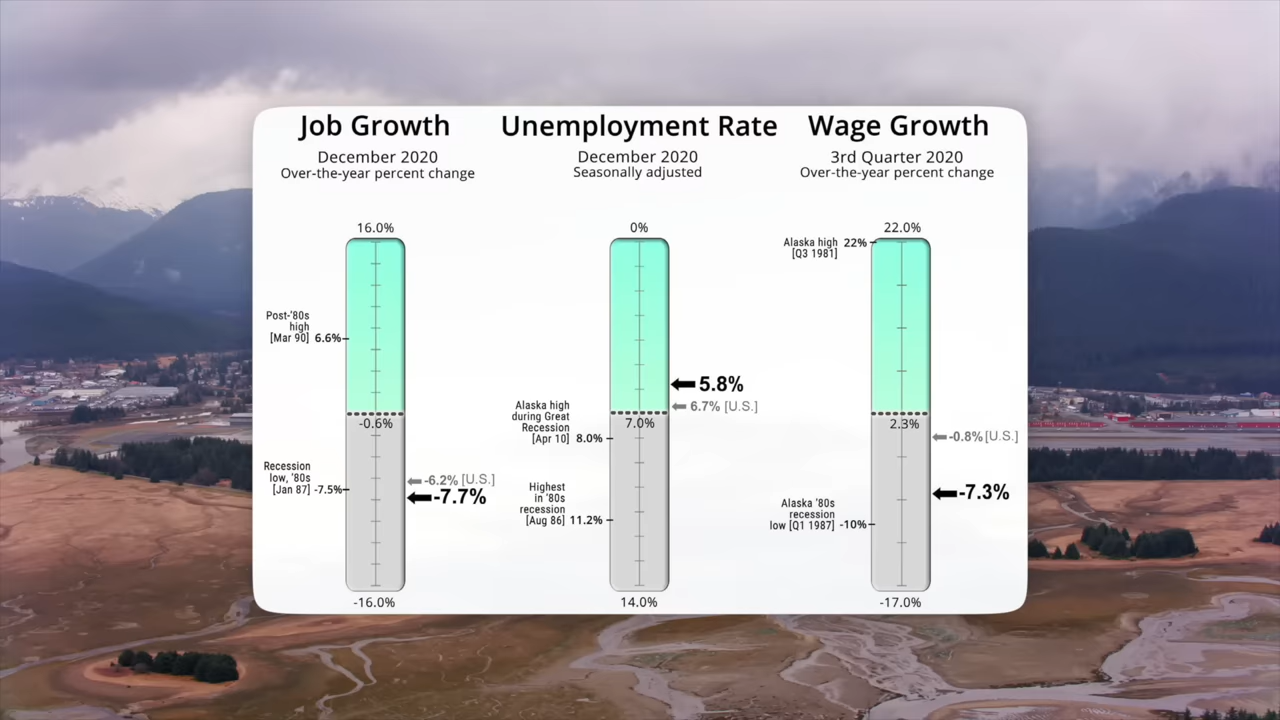 Job Growth
December 2020
Over-the-year percent change
16.0%
Post-'80s
high
[Mar 90] 6.6%
-0.6%
Recession
low, '80s
[Jan 87] -7.5%
-6.2% [U.S.]
-7.7%
-16.0%
Unemployment Rate
December 2020
Seasonally adjusted
0%
5.8%
6.7% [U.S.]
Alaska high
during Great
Recession
[Apr 10] 8.0%
7.0%
Highest
in '80s
recession
[Aug 86] 11.2%
14.0%
Wage Growth
3rd Quarter 2020
Over-the-year percent change
22.0%
Alaska high 22%
[Q3 1981]
2.3%
-0.8% [U.S.]
-7.3%
Alaska '80s
recession
low [Q1 1987] -10%
-17.0%